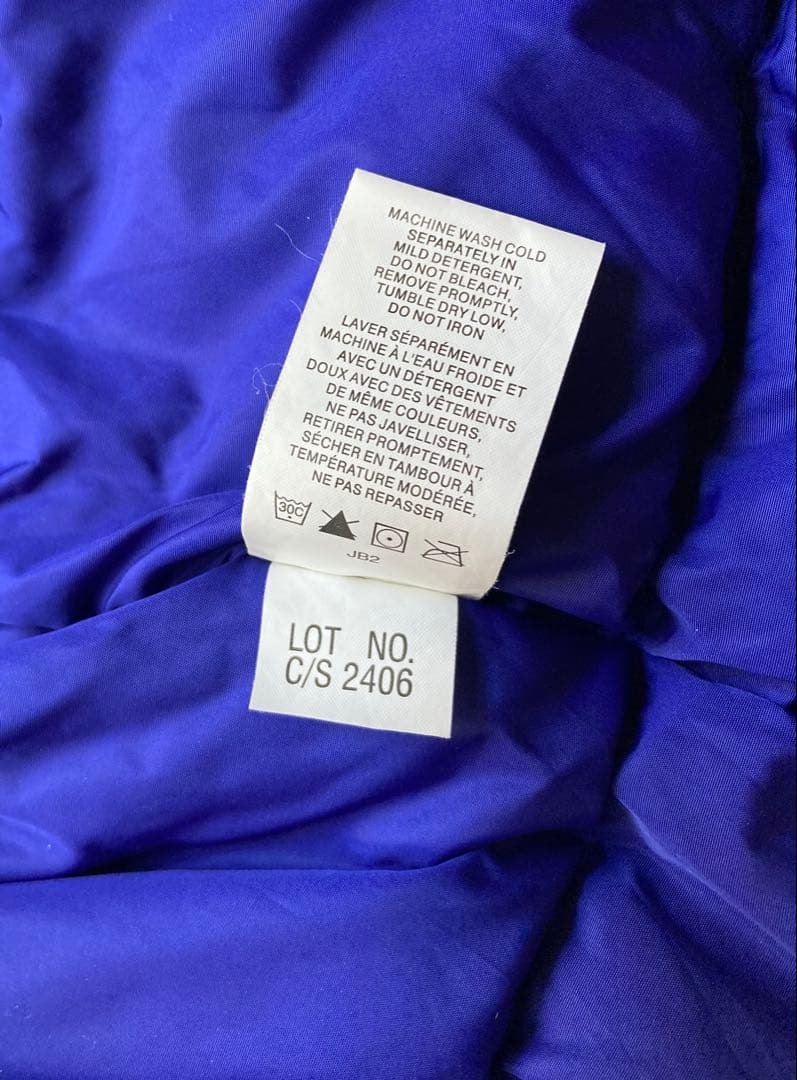 MACHINE WASH COLD
SEPARATELY IN
MILD DETERGENT,
DO NOT BLEACH,
REMOVE PROMPTLY,
TUMBLE DRY LOW,
DO NOT IRON
LAVER SÉPARÉMENT EN
MACHINE À L'EAU FROIDE ET
AVEC UN DÉTERGENT
DOUX AVEC DES VÊTEMENTS
DE MÊME COULEURS,
NE PAS JAVELLISER,
RETIRER PROMPTEMENT,
SÉCHER EN TAMBOUR À
TEMPÉRATURE MODÉRÉE,
NE PAS REPASSER
30C
JB2
LOT NO.
C/S 2406